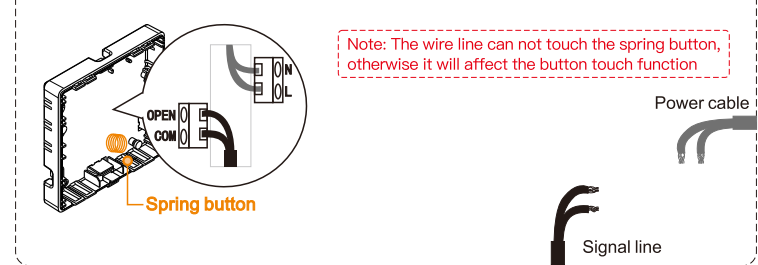 Note: The wire line can not touch the spring button,
otherwise it will affect the button touch function
N
L
OPEN
COM
Power cable
Spring button
Signal line